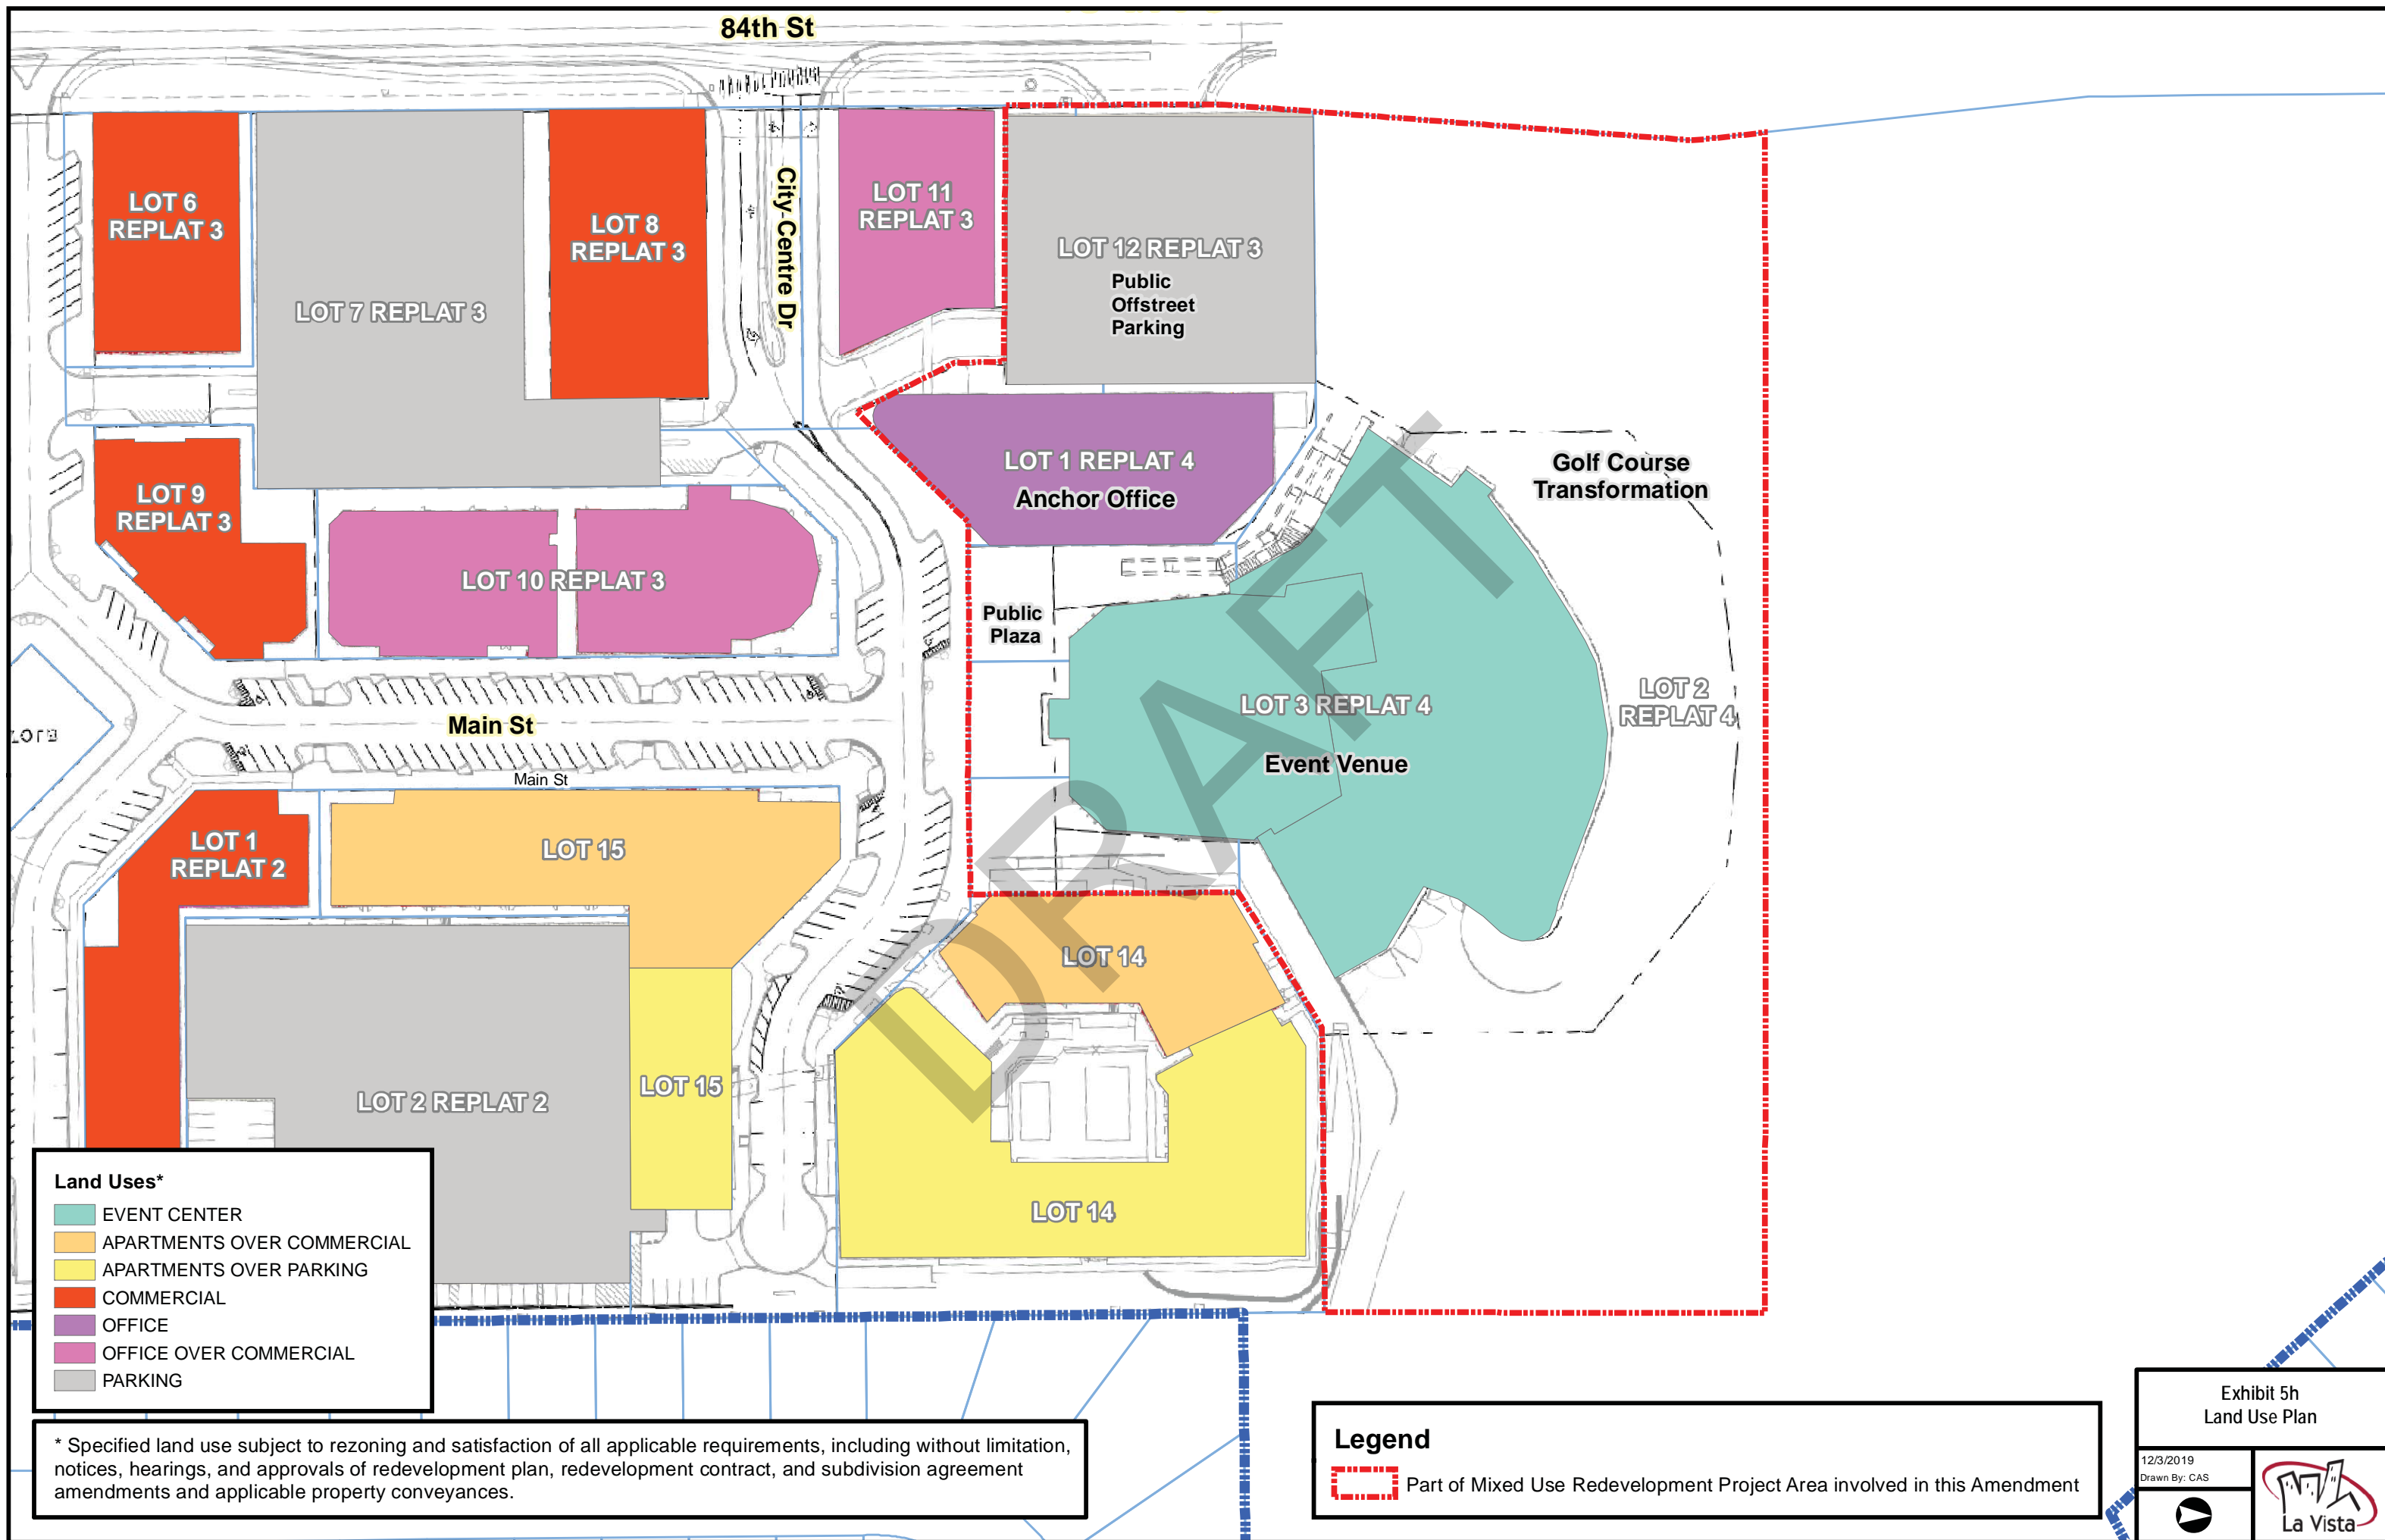 84th St
City Centre Dr
LOT 6
REPLAT 3
LOT 7 REPLAT 3
LOT 8
REPLAT 3
LOT 11
REPLAT 3
LOT 12 REPLAT 3
Public
Offstreet
Parking
LOT 9
REPLAT 3
LOT 10 REPLAT 3
LOT 1 REPLAT 4
Anchor Office
Golf Course
Transformation
Public
Plaza
LOT 3 REPLAT 4
Event Venue
LOT 2
REPLAT 4
Main St
Main St
LOT 1
REPLAT 2
LOT 15
LOT 14
LOT 2 REPLAT 2
LOT 15
LOT 14
DRAFT
Land Uses*
EVENT CENTER
APARTMENTS OVER COMMERCIAL
APARTMENTS OVER PARKING
COMMERCIAL
OFFICE
OFFICE OVER COMMERCIAL
PARKING
* Specified land use subject to rezoning and satisfaction of all applicable requirements, including without limitation,
notices, hearings, and approvals of redevelopment plan, redevelopment contract, and subdivision agreement
amendments and applicable property conveyances.
Legend
Part of Mixed Use Redevelopment Project Area involved in this Amendment
Exhibit 5h
Land Use Plan
12/3/2019
Drawn By: CAS
La Vista